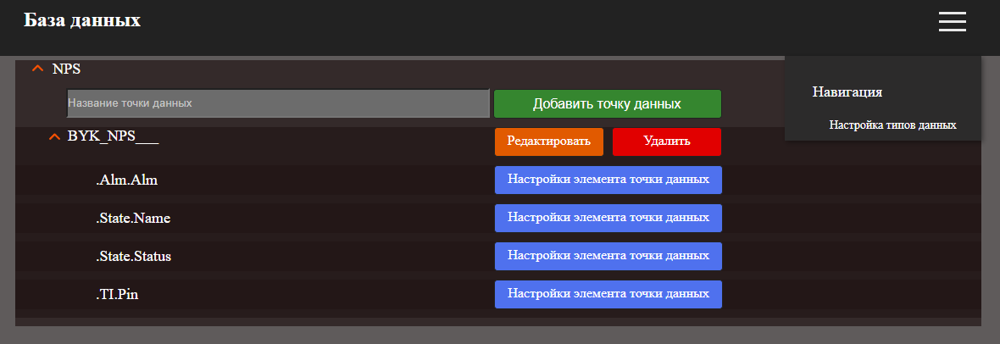 База данных
NPS
Навигация
Название точки данных
Добавить точку данных
Настройка типов данных
BYK_NPS___
Редактировать
Удалить
.Alm.Alm
Настройки элемента точки данных
.State.Name
Настройки элемента точки данных
.State.Status
Настройки элемента точки данных
.TI.Pin
Настройки элемента точки данных